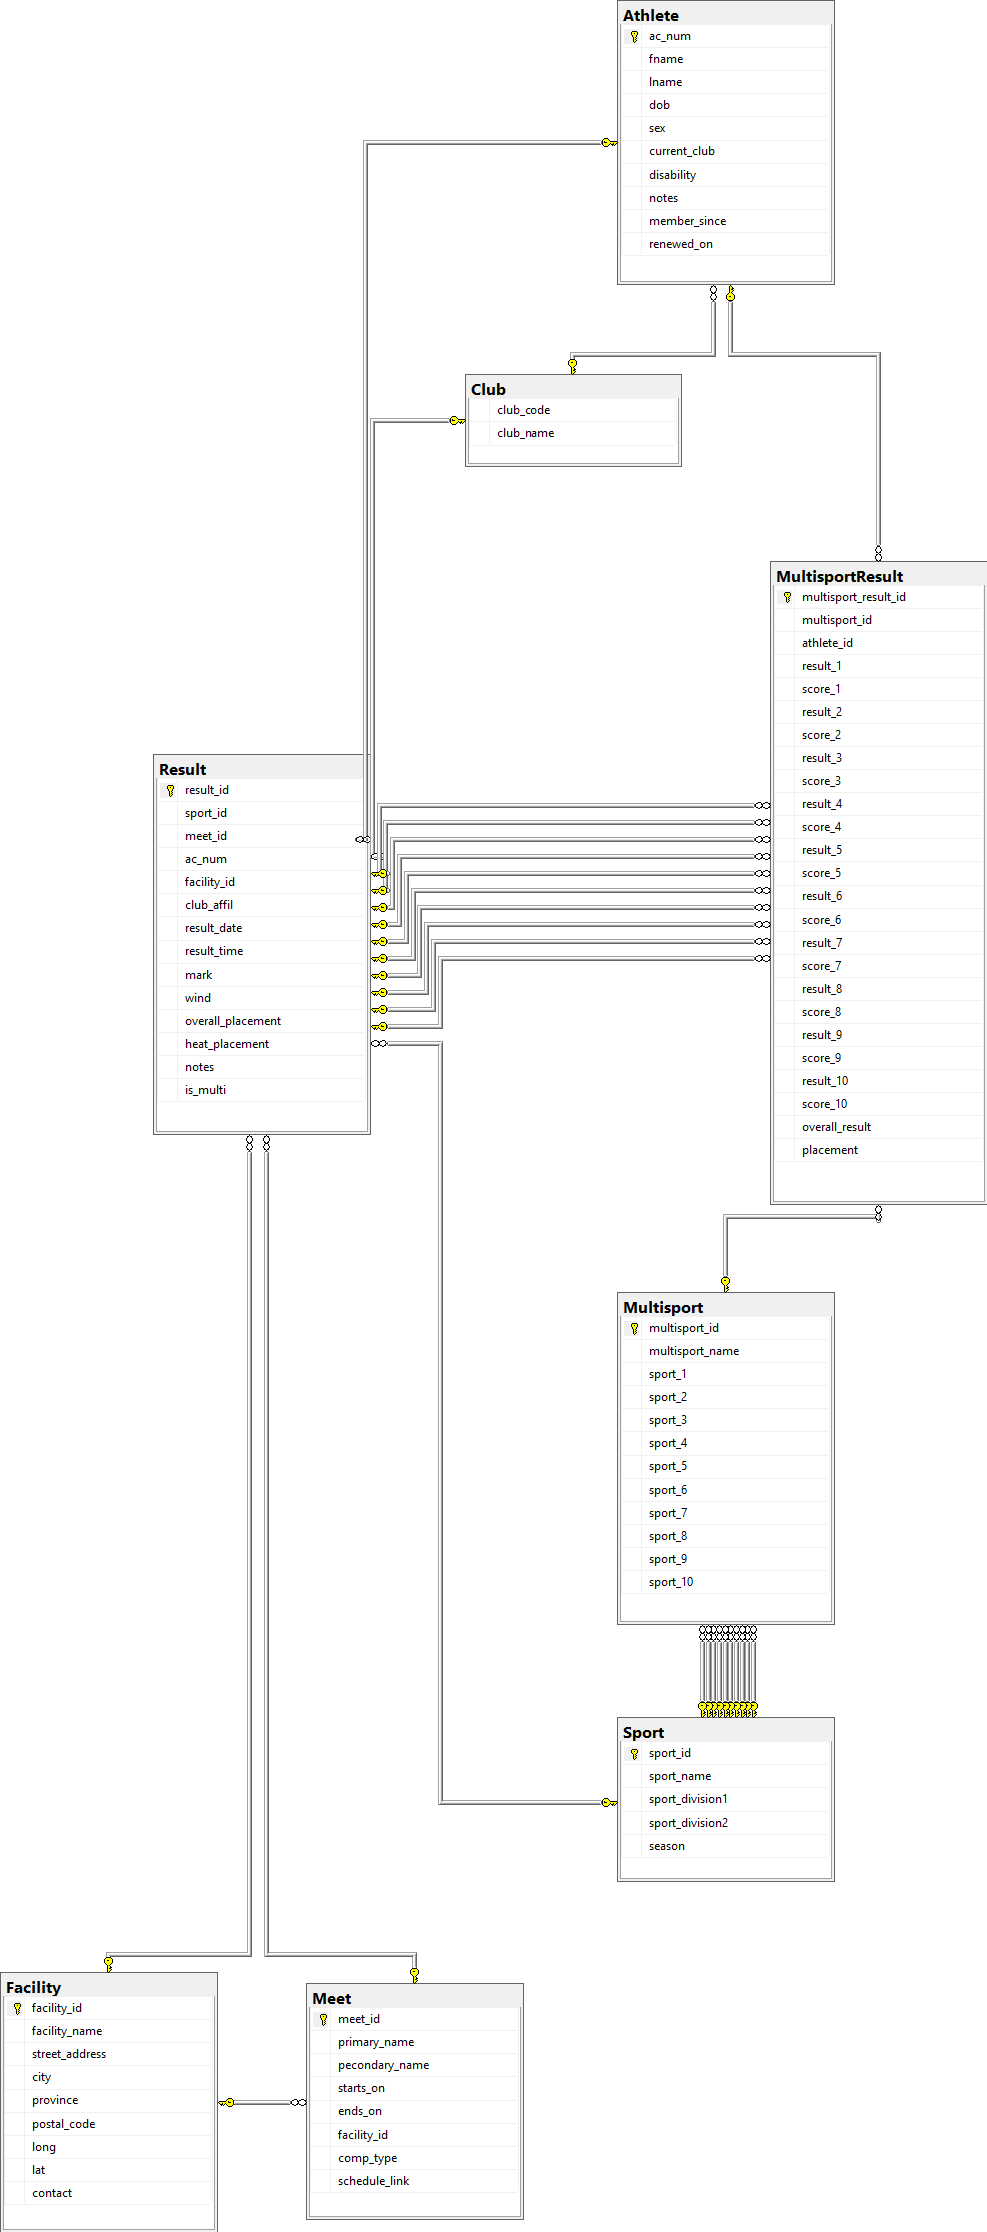 Athlete
ac_num
fname
lname
dob
sex
current_club
disability
notes
member_since
renewed_on
Club
club_code
club_name
MultisportResult
multisport_result_id
multisport_id
athlete_id
result_1
score_1
result_2
score_2
result_3
score_3
result_4
score_4
result_5
score_5
result_6
score_6
result_7
score_7
result_8
score_8
result_9
score_9
result_10
score_10
overall_result
placement
Result
result_id
sport_id
meet_id
ac_num
facility_id
club_affil
result_date
result_time
mark
wind
overall_placement
heat_placement
notes
is_multi
Multisport
multisport_id
multisport_name
sport_1
sport_2
sport_3
sport_4
sport_5
sport_6
sport_7
sport_8
sport_9
sport_10
Sport
sport_id
sport_name
sport_division1
sport_division2
season
Facility
facility_id
facility_name
street_address
city
province
postal_code
long
lat
contact
Meet
meet_id
primary_name
pecondary_name
starts_on
ends_on
facility_id
comp_type
schedule_link